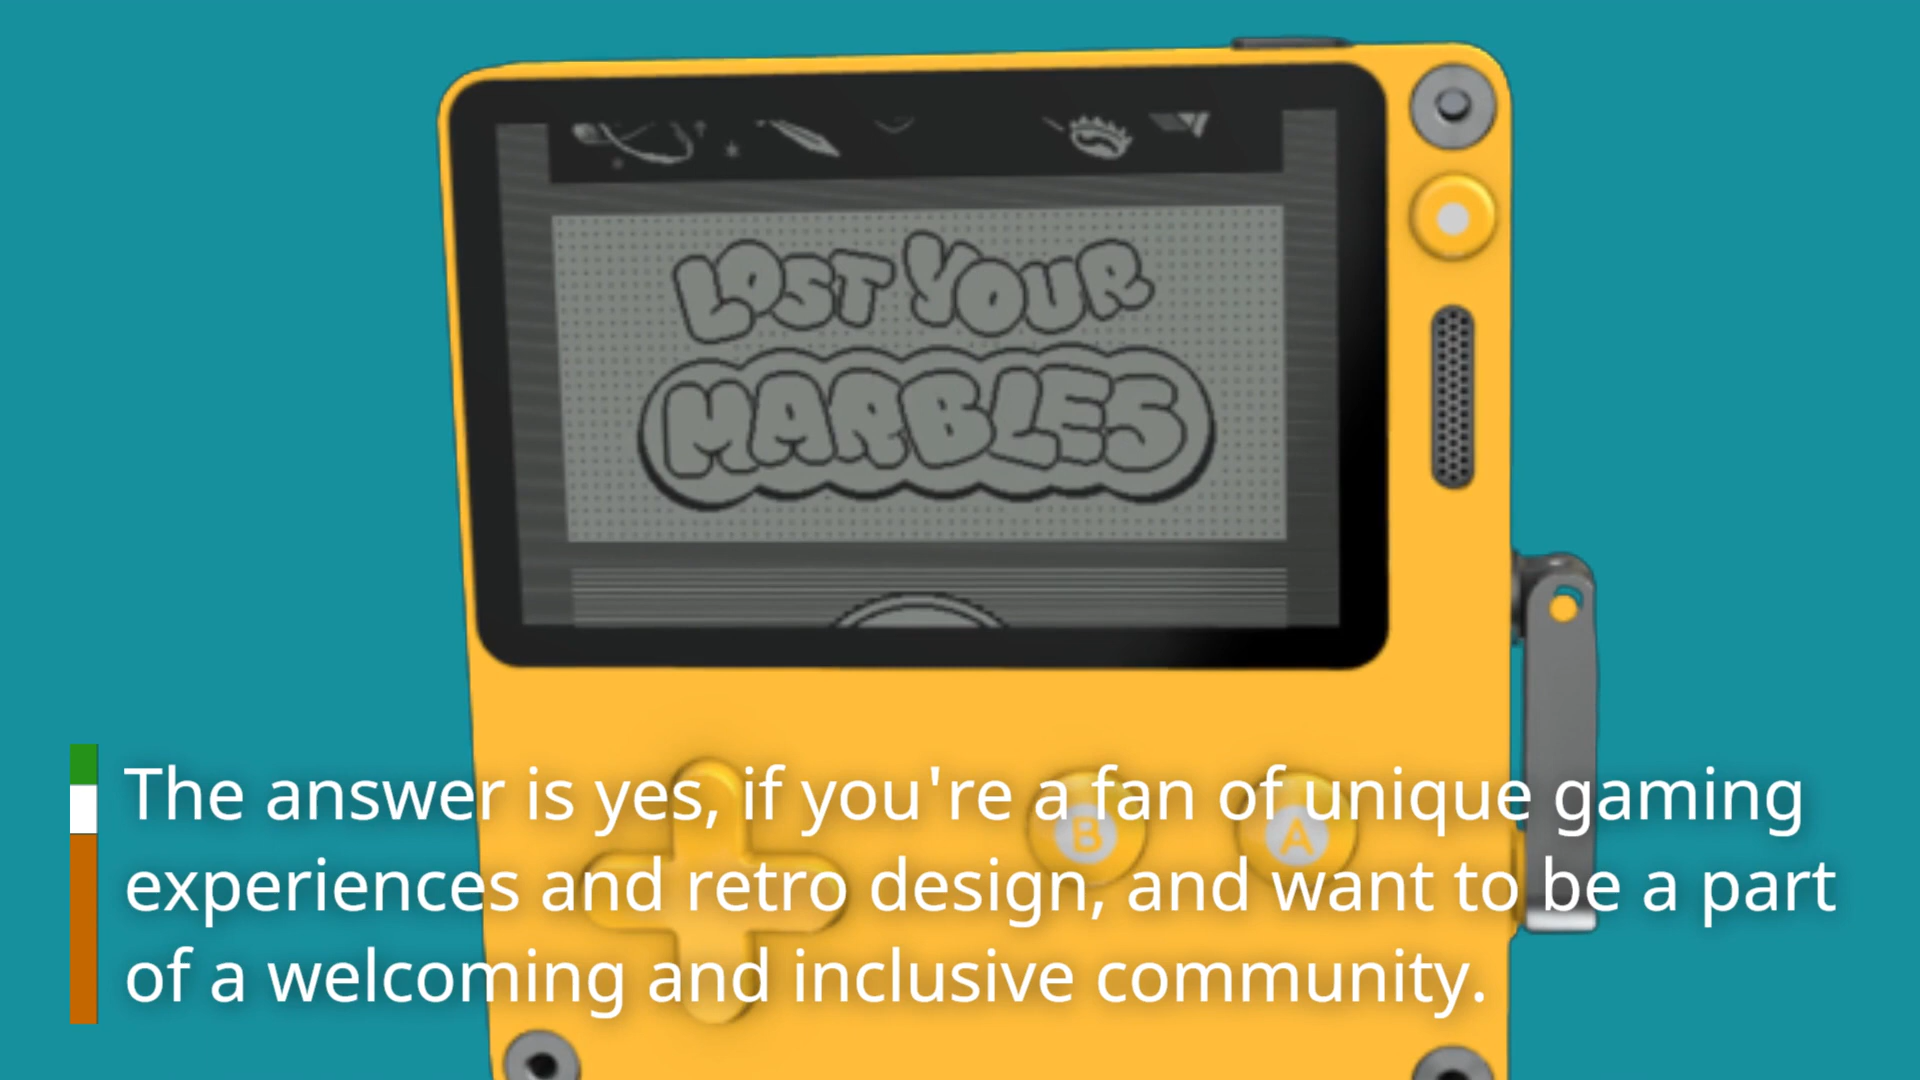 LOST YOUR
MARBLES
B A
The answer is yes, if you're a fan of unique gaming
experiences and retro design, and want to be a part
of a welcoming and inclusive community.